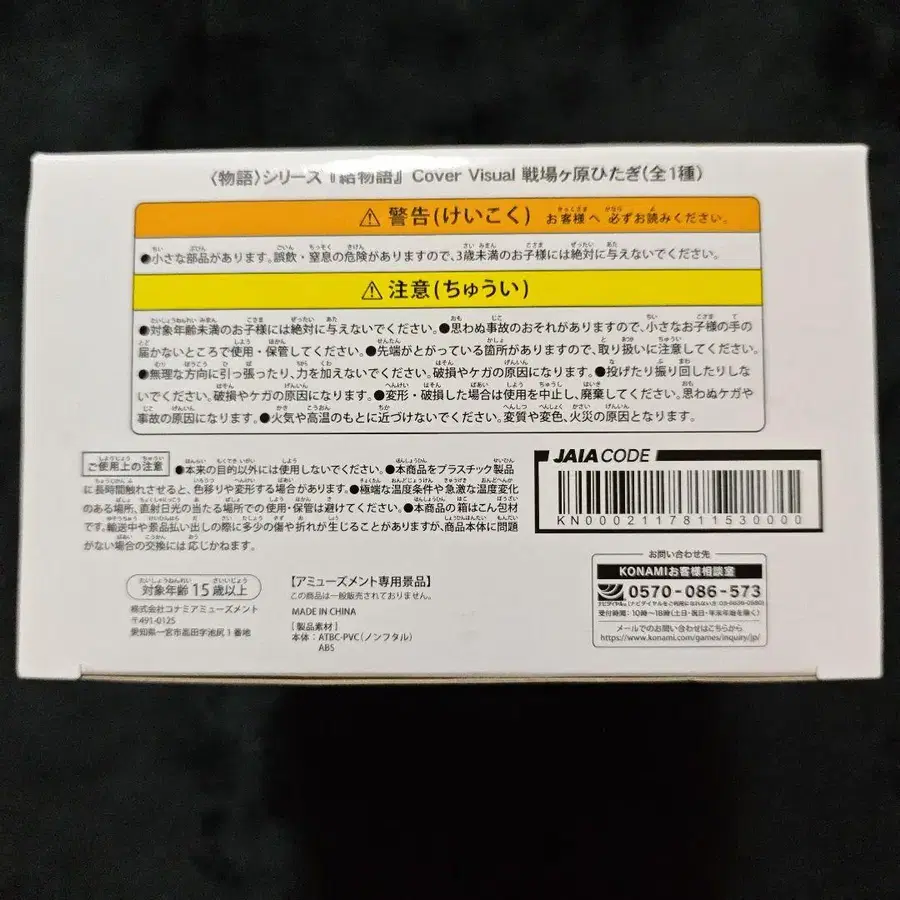 〈物語〉シリーズ『結物語』 Cover Visual 戦場ヶ原ひたぎ(全1種)
⚠ 警告(けいこく) お客様へ 必ずお読みください。
●小さな部品があります。誤飲・窒息の危険がありますので、3歳未満のお子様には絶対に与えないでください。
⚠ 注意(ちゅうい)
●対象年齢未満のお子様には絶対に与えないでください。●思わぬ事故のおそれがありますので、小さなお子様の手の
届かないところで使用・保管してください。●先端がとがっている箇所がありますので、取り扱いに注意してください。
●無理な方向に引っ張ったり、力を加えないでください。破損やケガの原因になります。●投げたり振り回したりしな
いでください。破損やケガの原因になります。●変形・破損した場合は使用を中止し、廃棄してください。思わぬケガや
事故の原因になります。●火気や高温のもとに近づけないでください。変質や変色、火災の原因となります。
ご使用上の注意 ●本来の目的以外には使用しないでください。●本商品をプラスチック製品
に長時間触れさせると、色移りや変形する場合があります。●極端な温度条件や急激な温度変化
のある場所、直射日光の当たる場所での使用・保管は避けてください。●本商品の箱はこん包材
です。輸送中や景品払い出しの際に多少の傷や折れが生じることがありますが、商品本体に問題
がない場合の交換には応じかねます。
JAIA CODE
KN00021178115300000
対象年齢15歳以上
株式会社コナミアミューズメント
〒491-0125
愛知県一宮市高田字池尻1番地
【アミューズメント専用景品】
この商品は一般販売されておりません。
MADE IN CHINA
[製品素材]
本体:ATBC-PVC(ノンフタル)
ABS
お問い合わせ先
KONAMIお客様相談室
ナビダイヤル 0570-086-573
受付時間:10時〜18時(土日・祝日・年末年始を除く)
メールでのお問い合わせはこちらから
https://www.konami.com/games/inquiry/jp/